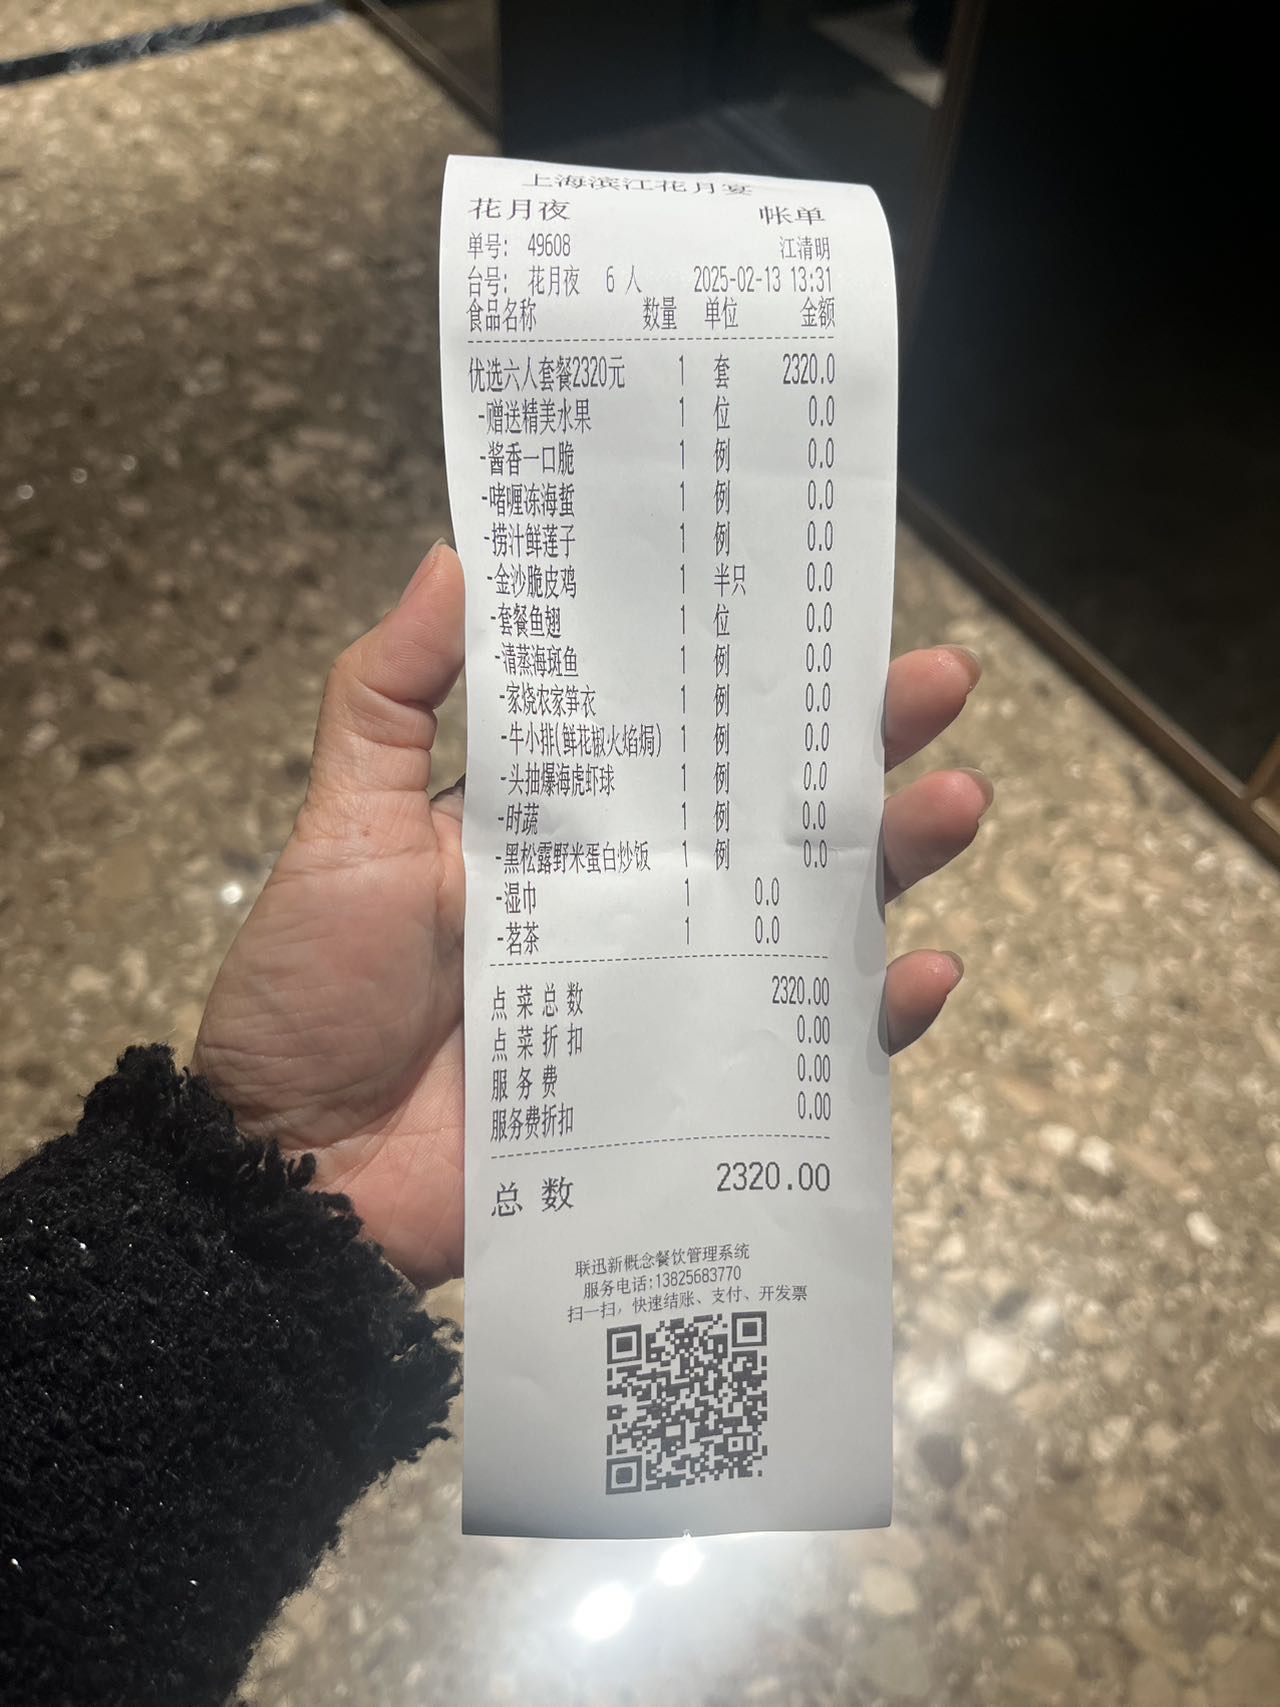 上海滨江花月宴
花月夜 帐单
单号: 49608 江清明
台号: 花月夜 6 人 2025-02-13 13:31
食品名称 数量 单位 金额
优选六人套餐2320元 1 套 2320.0
-赠送精美水果 1 位 0.0
-酱香一口脆 1 例 0.0
-啫喱冻海蜇 1 例 0.0
-捞汁鲜莲子 1 例 0.0
-金沙脆皮鸡 1 半只 0.0
-套餐鱼翅 1 位 0.0
-清蒸海斑鱼 1 例 0.0
-家烧农家笋衣 1 例 0.0
-牛小排(鲜花椒火焰焗) 1 例 0.0
-头抽爆海虎虾球 1 例 0.0
-时蔬 1 例 0.0
-黑松露野米蛋白炒饭 1 例 0.0
-湿巾 1 0.0
-茗茶 1 0.0
点菜总数 2320.00
点菜折扣 0.00
服务费 0.00
服务费折扣 0.00
总数 2320.00
联迅新概念餐饮管理系统
服务电话:13825683770
扫一扫, 快速结账、支付、开发票